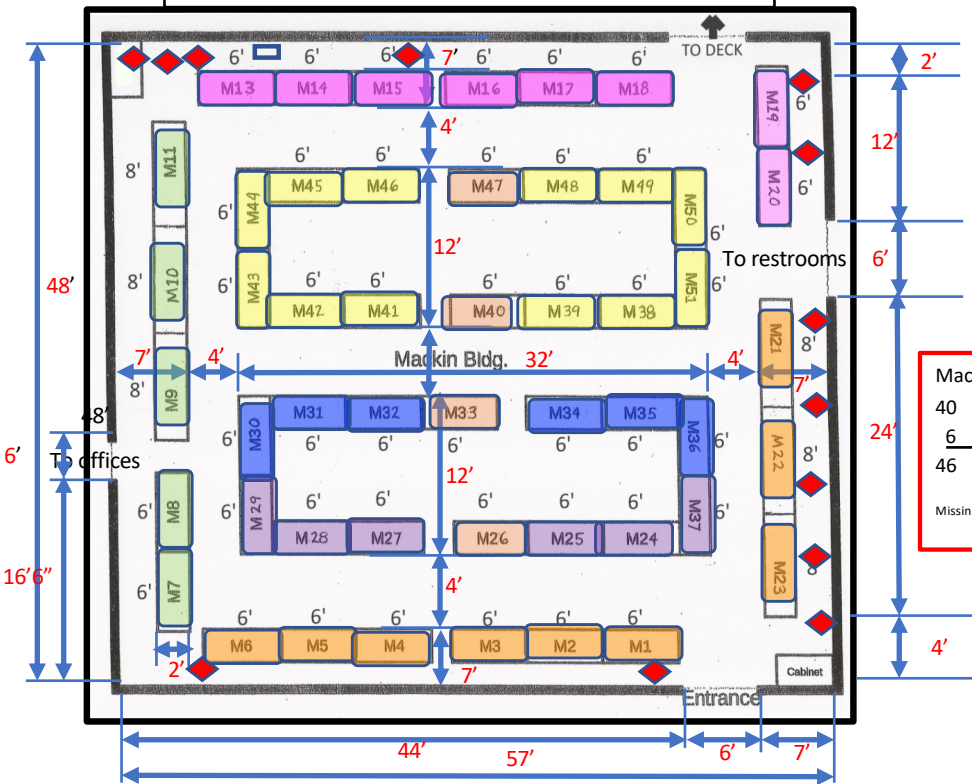 TO DECK
6' 6' 6' 7' 6' 6' 6'
2'
M13 M14 M15 M16 M17 M18
M19 6'
12'
4'
8' M11
M20 6'
6' 6' 6' 6' 6'
M44 M45 M46 M47 M48 M49 M50
6' 6'
12'
To restrooms 6'
8' M10
48'
6' M43 6' 6' 6' 6' 6' M51 6'
M42 M41 M40 M39 M38
M21 8'
Mackin Bldg.
7' 4' 32' 4' 7'
8' M9
Mac
40
6
46
Missin
48'
M30 M31 M32 M33 M34 M35 M36
6' 6' 6' 6' 6' 6' 6'
24'
6' To offices
M22 8'
12'
6' M8 6' M29 6' 6' 6' 6' 6' M37 6'
M28 M27 M26 M25 M24
16'6"
6' M7
4'
M23 8
6' 6' 6' 6' 6' 6'
M6 M5 M4 M3 M2 M1
2' 7'
4'
Cabinet
Entrance
44' 6' 7'
57'